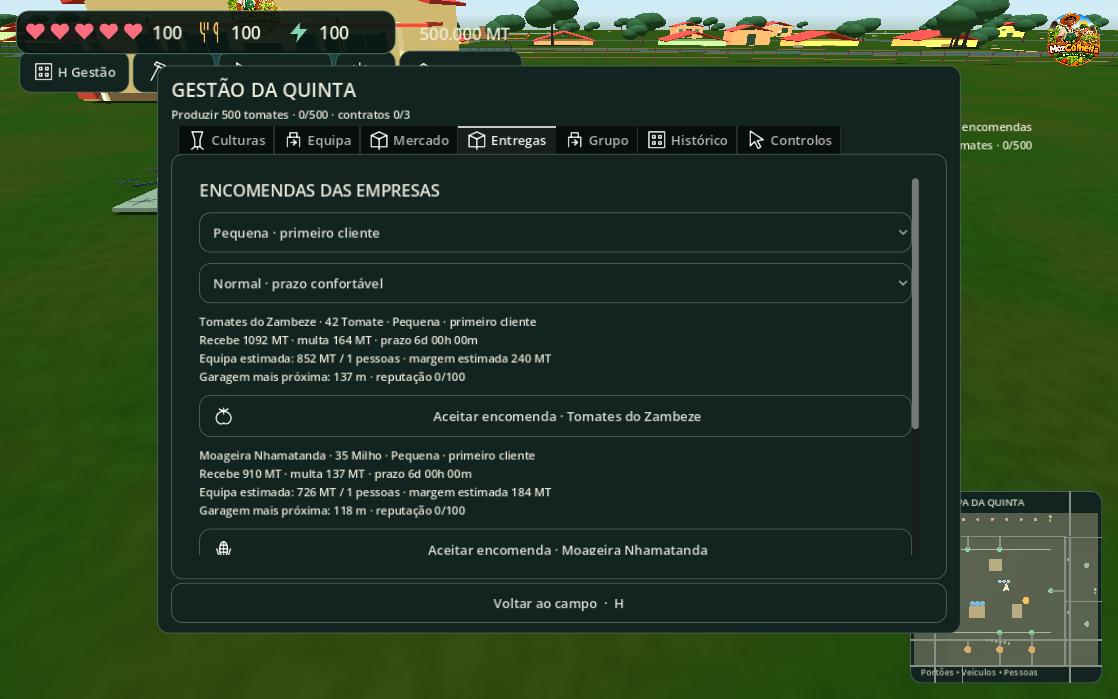 100
100
100
500.000 MT
MozColheita
H Gestão
GESTÃO DA QUINTA
Produzir 500 tomates · 0/500 · contratos 0/3
encomendas
mates · 0/500
Culturas
Equipa
Mercado
Entregas
Grupo
Histórico
Controlos
ENCOMENDAS DAS EMPRESAS
Pequena · primeiro cliente
Normal · prazo confortável
Tomates do Zambeze · 42 Tomate · Pequena · primeiro cliente
Recebe 1092 MT · multa 164 MT · prazo 6d 00h 00m
Equipa estimada: 852 MT / 1 pessoas · margem estimada 240 MT
Garagem mais próxima: 137 m · reputação 0/100
Aceitar encomenda · Tomates do Zambeze
Moageira Nhamatanda · 35 Milho · Pequena · primeiro cliente
Recebe 910 MT · multa 137 MT · prazo 6d 00h 00m
Equipa estimada: 726 MT / 1 pessoas · margem estimada 184 MT
Garagem mais próxima: 118 m · reputação 0/100
Aceitar encomenda · Moageira Nhamatanda
Voltar ao campo · H
PA DA QUINTA
Portões • Veículos • Pessoas